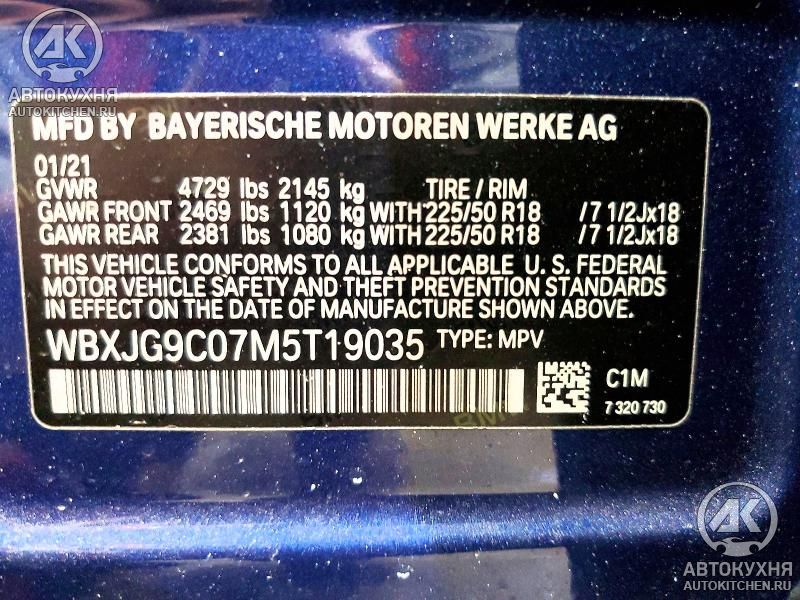 АК
АВТОКУХНЯ
AUTOKITCHEN.RU
MFD BY BAYERISCHE MOTOREN WERKE AG
01/21
GVWR 4729 lbs 2145 kg TIRE / RIM
GAWR FRONT 2469 lbs 1120 kg WITH 225/50 R18 /7 1/2Jx18
GAWR REAR 2381 lbs 1080 kg WITH 225/50 R18 /7 1/2Jx18
THIS VEHICLE CONFORMS TO ALL APPLICABLE U. S. FEDERAL
MOTOR VEHICLE SAFETY AND THEFT PREVENTION STANDARDS
IN EFFECT ON THE DATE OF MANUFACTURE SHOWN ABOVE.
WBXJG9C07M5T19035 TYPE: MPV
C1M
7 320 730
АК
АВТОКУХНЯ
AUTOKITCHEN.RU